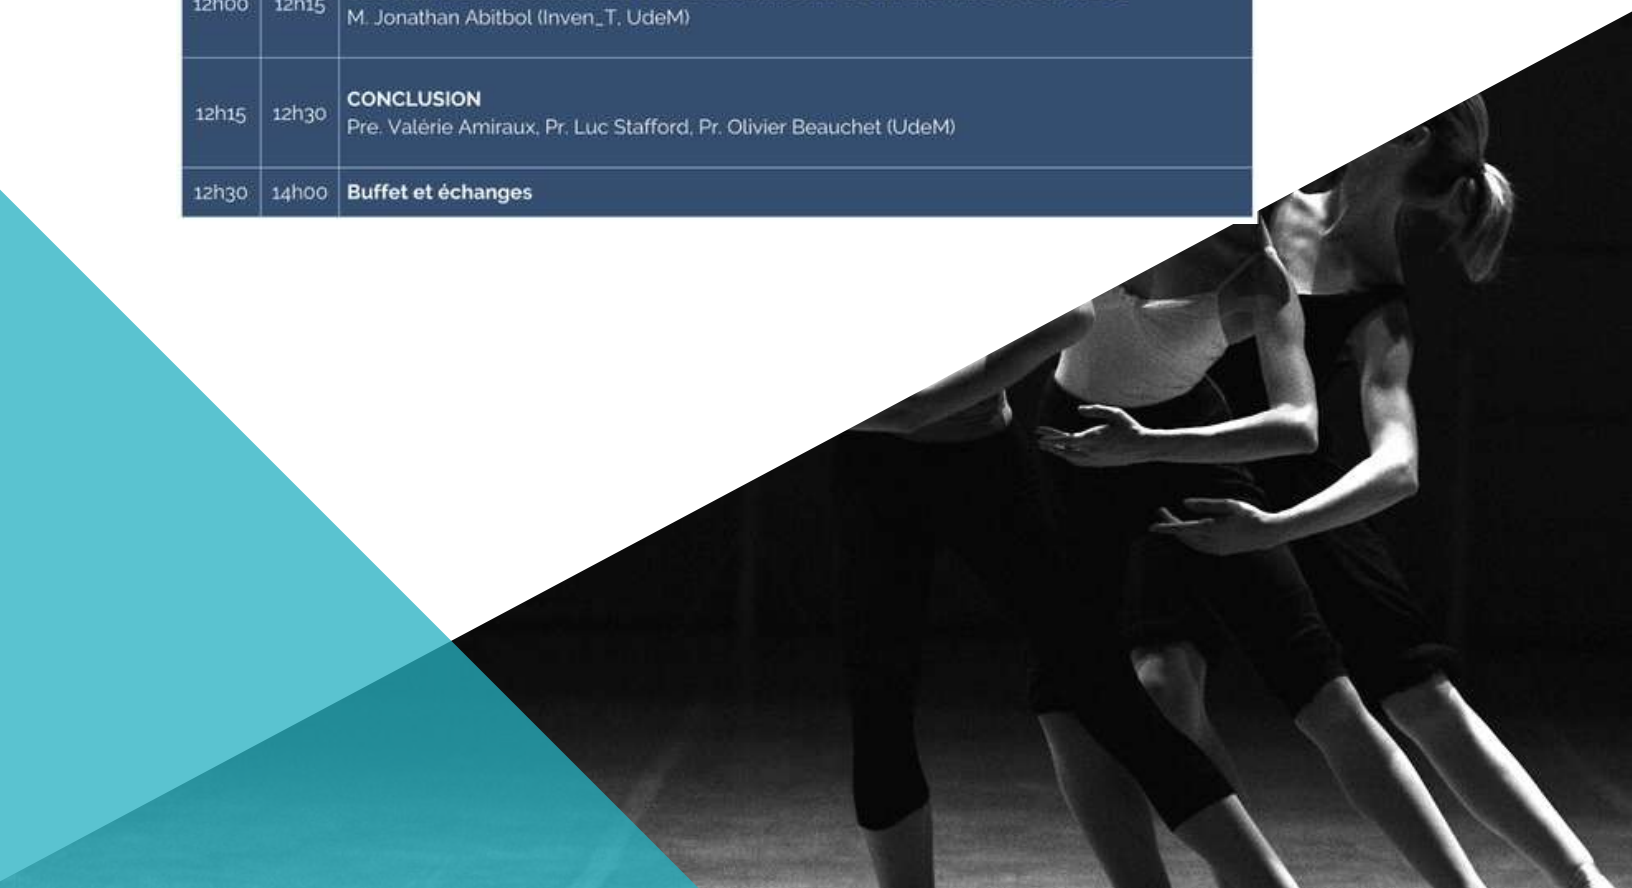 12h00 12h15
M. Jonathan Abitbol (Inven_T, UdeM)
CONCLUSION
12h15 12h30
Pre. Valérie Amiraux, Pr. Luc Stafford, Pr. Olivier Beauchet (UdeM)
12h30 14h00 Buffet et échanges